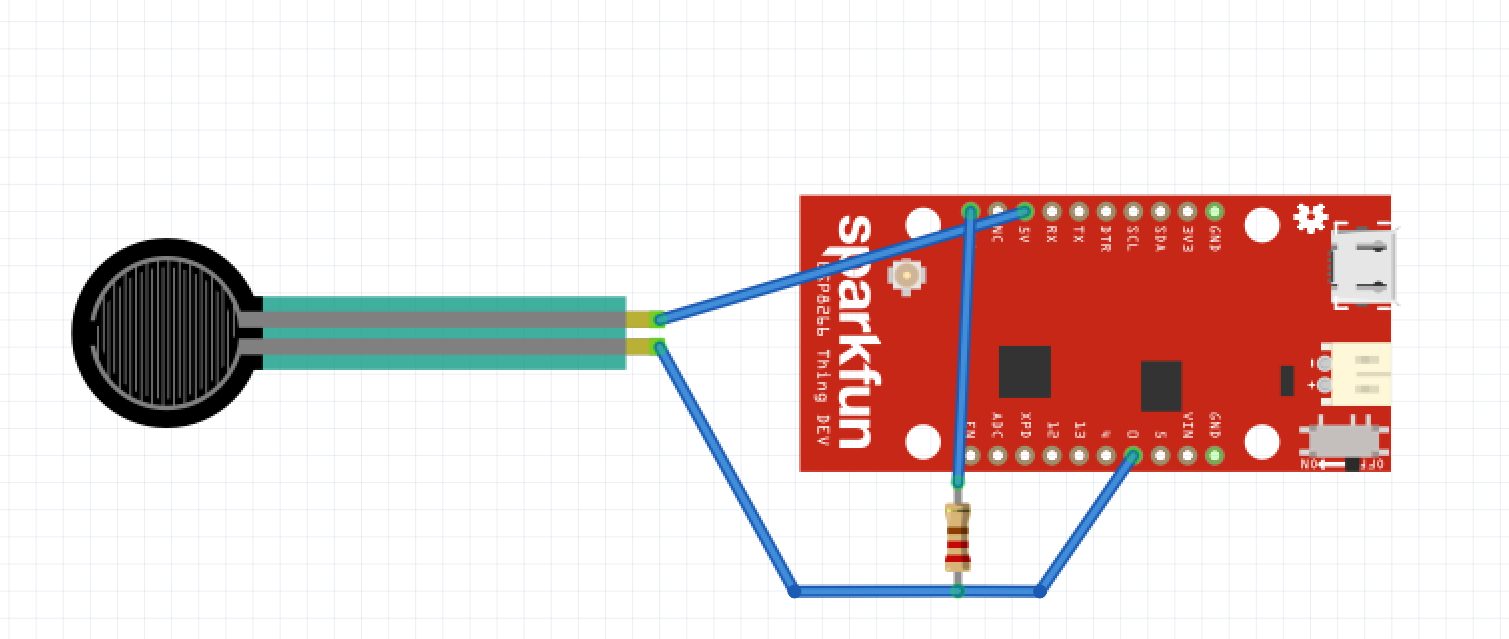 sparkfun
ESP8266 Thing DEV
NC
5V
RX
TX
DTR
SCL
SDA
3V3
GND
EN
ADC
XPD
12
13
4
0
5
VIN
GND
-
+
ON
OFF